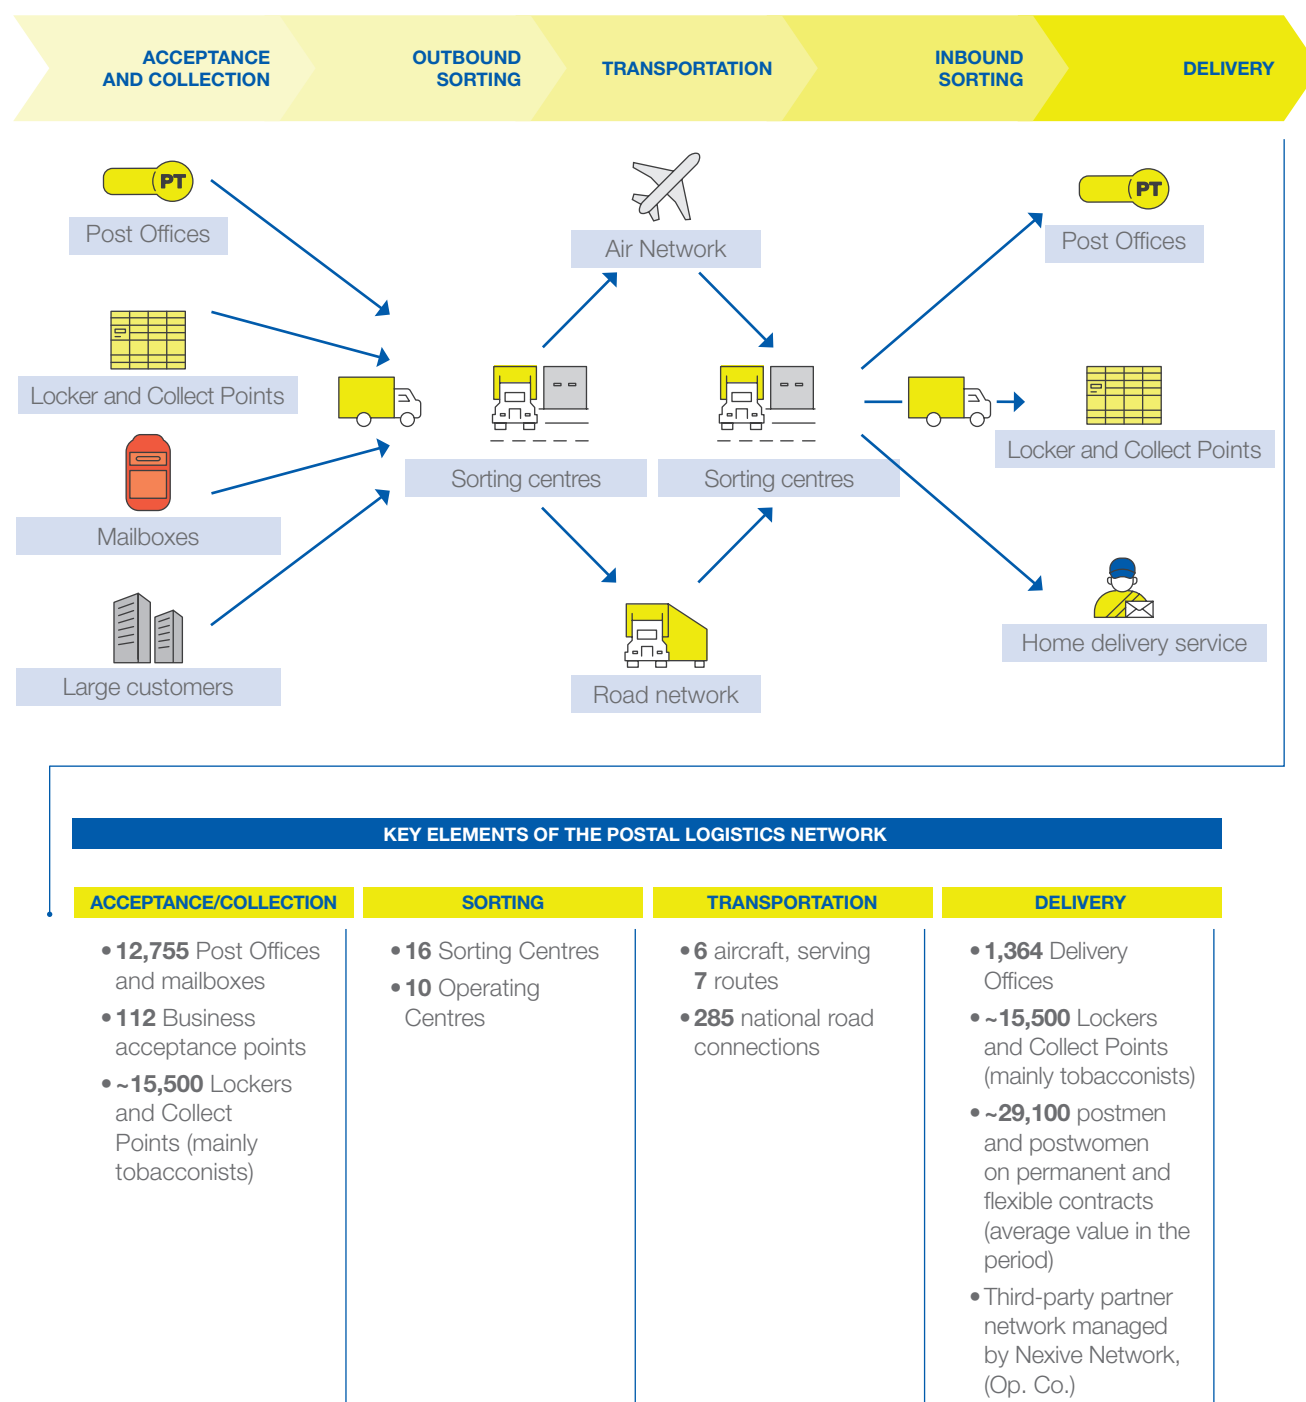 ACCEPTANCE
AND COLLECTION
OUTBOUND
SORTING
TRANSPORTATION
INBOUND
SORTING
DELIVERY
PT
Post Offices
Locker and Collect Points
Mailboxes
Large customers
Air Network
Sorting centres
Sorting centres
Road network
PT
Post Offices
Locker and Collect Points
Home delivery service
KEY ELEMENTS OF THE POSTAL LOGISTICS NETWORK
ACCEPTANCE/COLLECTION
• 12,755 Post Offices
and mailboxes
• 112 Business
acceptance points
• ~15,500 Lockers
and Collect
Points (mainly
tobacconists)
SORTING
• 16 Sorting Centres
• 10 Operating
Centres
TRANSPORTATION
• 6 aircraft, serving
7 routes
• 285 national road
connections
DELIVERY
• 1,364 Delivery
Offices
• ~15,500 Lockers
and Collect Points
(mainly tobacconists)
• ~29,100 postmen
and postwomen
on permanent and
flexible contracts
(average value in the
period)
• Third-party partner
network managed
by Nexive Network,
(Op. Co.)